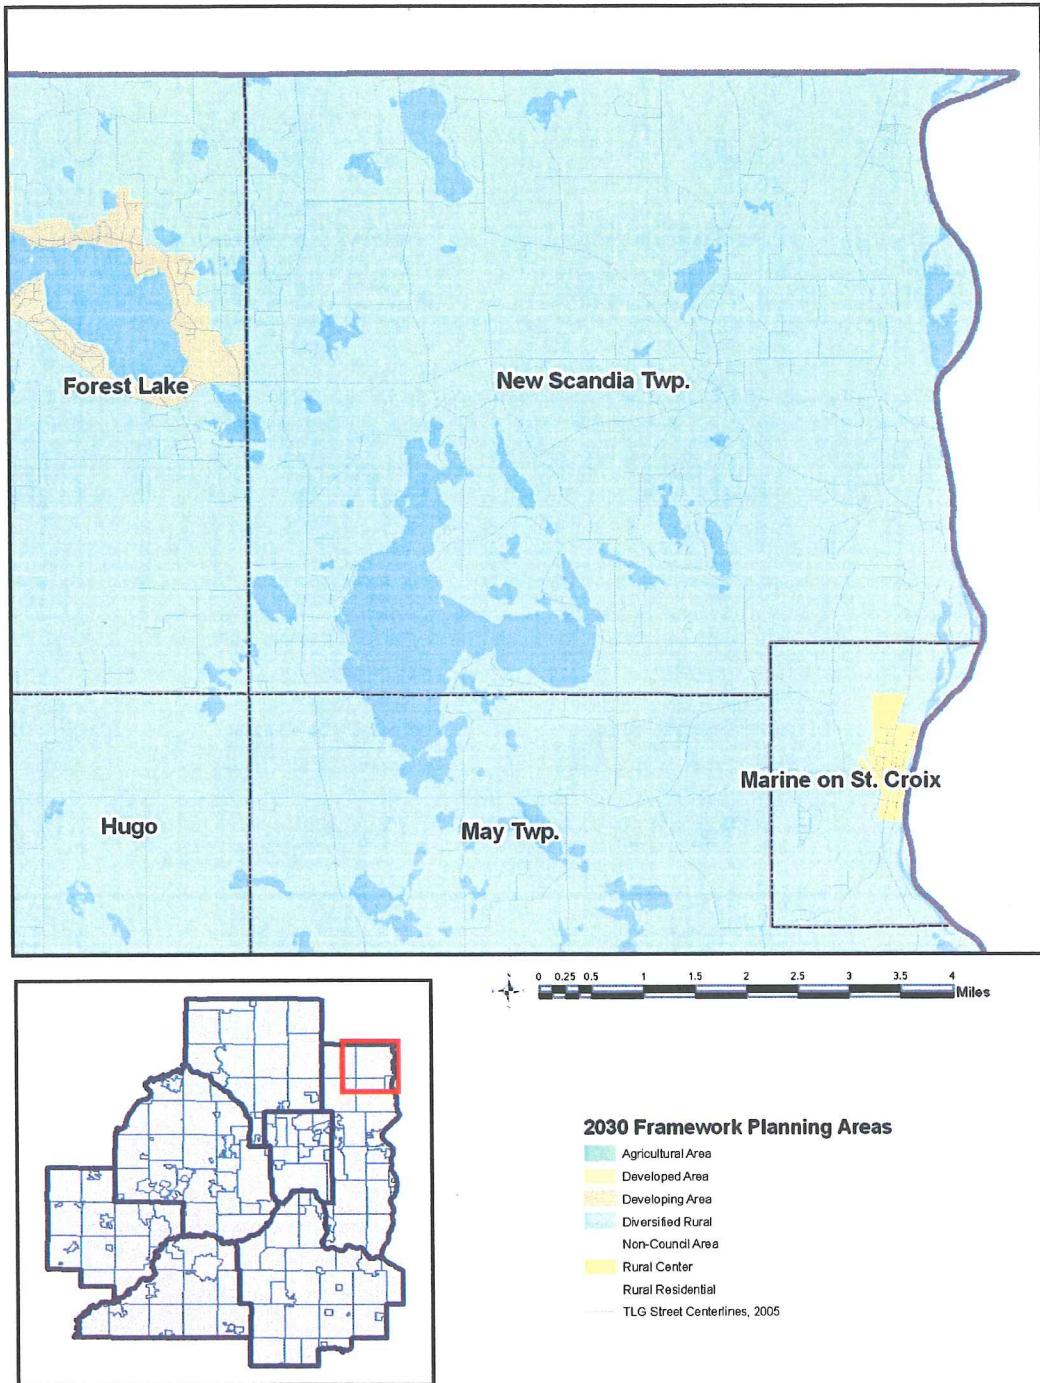 Forest Lake
New Scandia Twp.
Marine on St. Croix
Hugo
May Twp.
0 0.25 0.5 1 1.5 2 2.5 3 3.5 4
Miles
2030 Framework Planning Areas
Agricultural Area
Developed Area
Developing Area
Diversified Rural
Non-Council Area
Rural Center
Rural Residential
TLG Street Centerlines, 2005